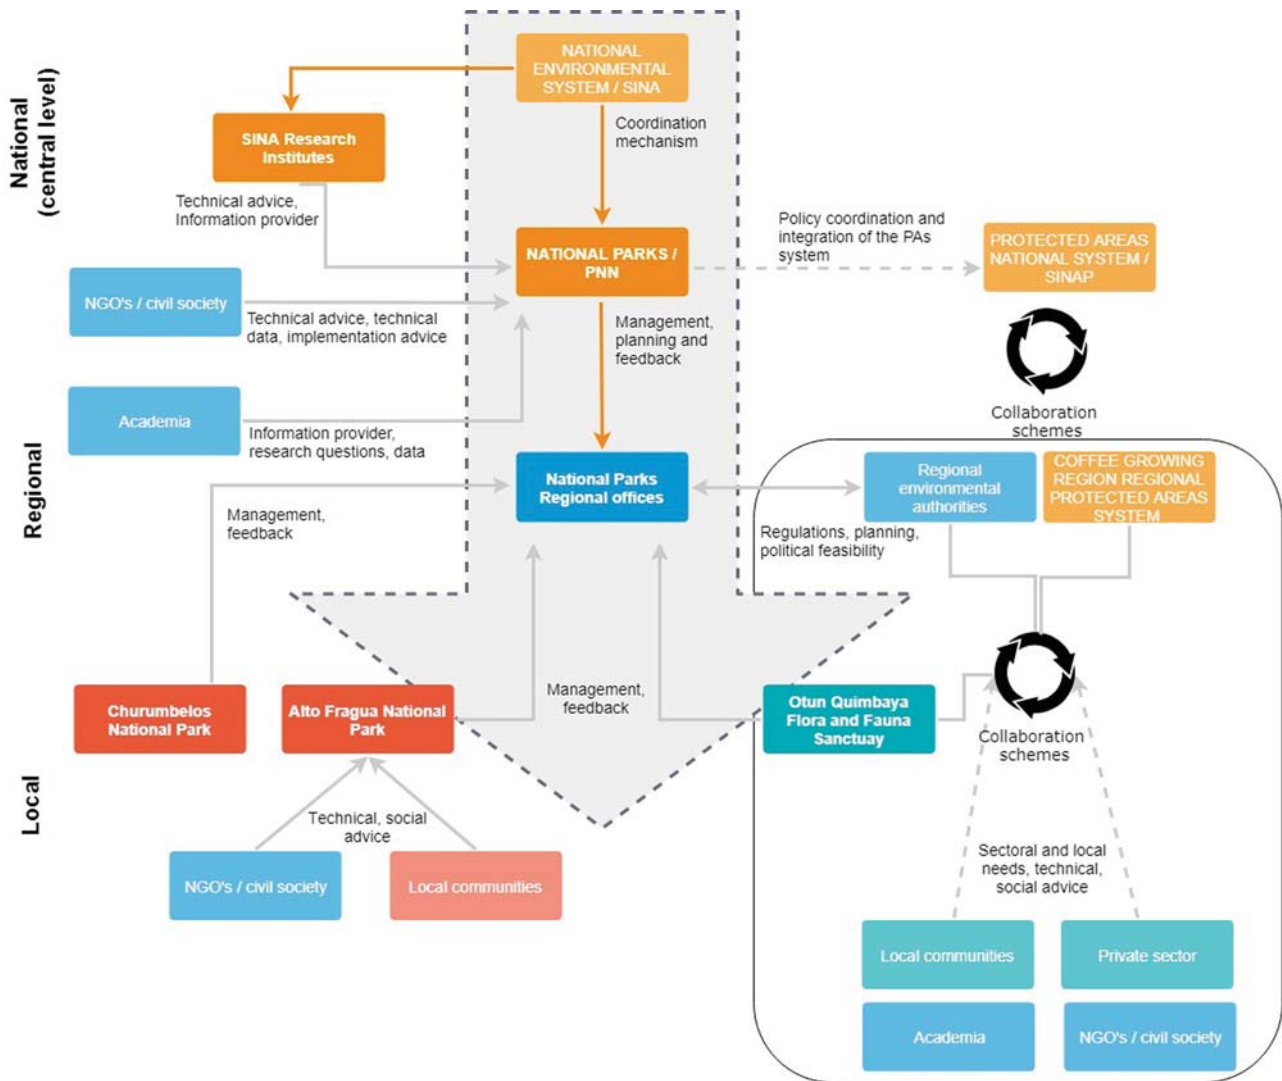 National
(central level)
NATIONAL
ENVIRONMENTAL
SYSTEM / SINA
SINA Research
Institutes
Coordination
mechanism
Technical advice,
Information provider
Policy coordination and
integration of the PAs
system
PROTECTED AREAS
NATIONAL SYSTEM /
SINAP
NATIONAL PARKS /
PNN
NGO's / civil society
Technical advice, technical
data, implementation advice
Management,
planning and
feedback
Academia
Information provider,
research questions, data
Collaboration
schemes
Regional
National Parks
Regional offices
Regional
environmental
authorities
COFFEE GROWING
REGION REGIONAL
PROTECTED AREAS
SYSTEM
Management,
feedback
Regulations, planning,
political feasibility
Local
Churumbelos
National Park
Alto Fragua National
Park
Management,
feedback
Otun Quimbaya
Flora and Fauna
Sanctuay
Collaboration
schemes
Technical, social
advice
NGO's / civil society
Local communities
Sectoral and local
needs, technical,
social advice
Local communities
Private sector
Academia
NGO's / civil society